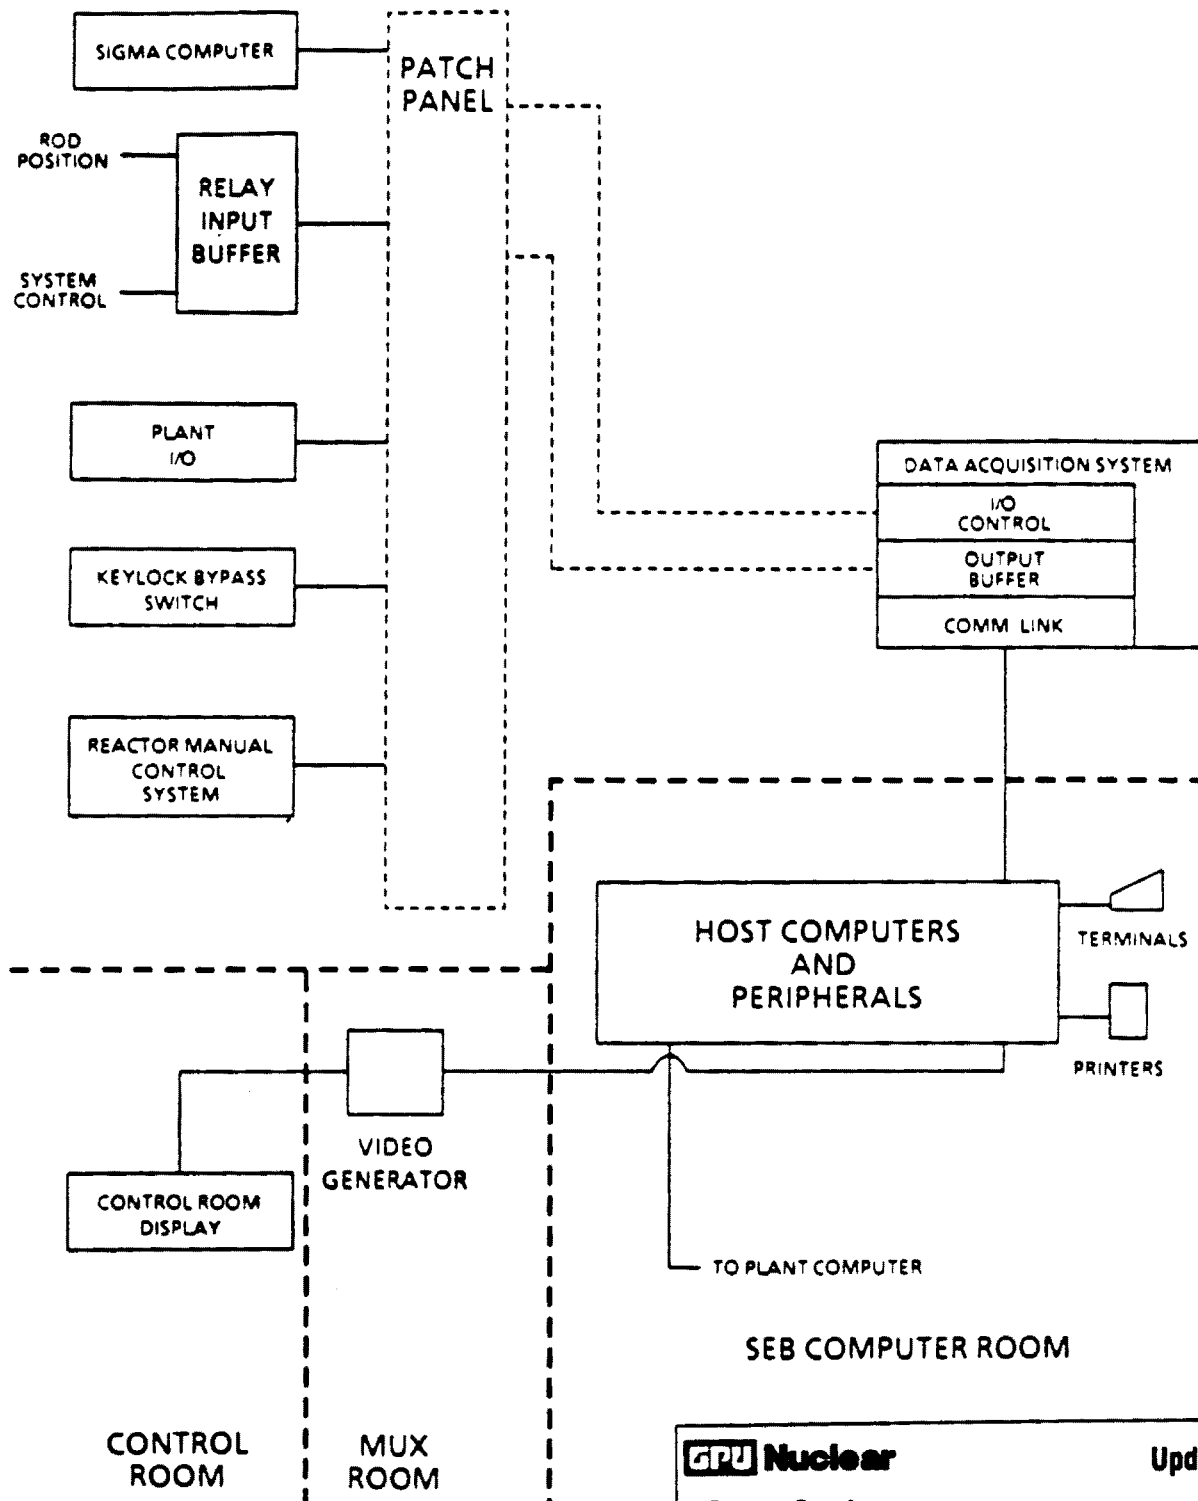 SIGMA COMPUTER
PATCH
PANEL
ROD
POSITION
RELAY
INPUT
BUFFER
SYSTEM
CONTROL
PLANT
I/O
DATA ACQUISITION SYSTEM
I/O
CONTROL
OUTPUT
BUFFER
COMM LINK
KEYLOCK BYPASS
SWITCH
REACTOR MANUAL
CONTROL
SYSTEM
HOST COMPUTERS
AND
PERIPHERALS
TERMINALS
PRINTERS
VIDEO
GENERATOR
CONTROL ROOM
DISPLAY
TO PLANT COMPUTER
SEB COMPUTER ROOM
CONTROL
ROOM
MUX
ROOM
GPU Nuclear
Upd